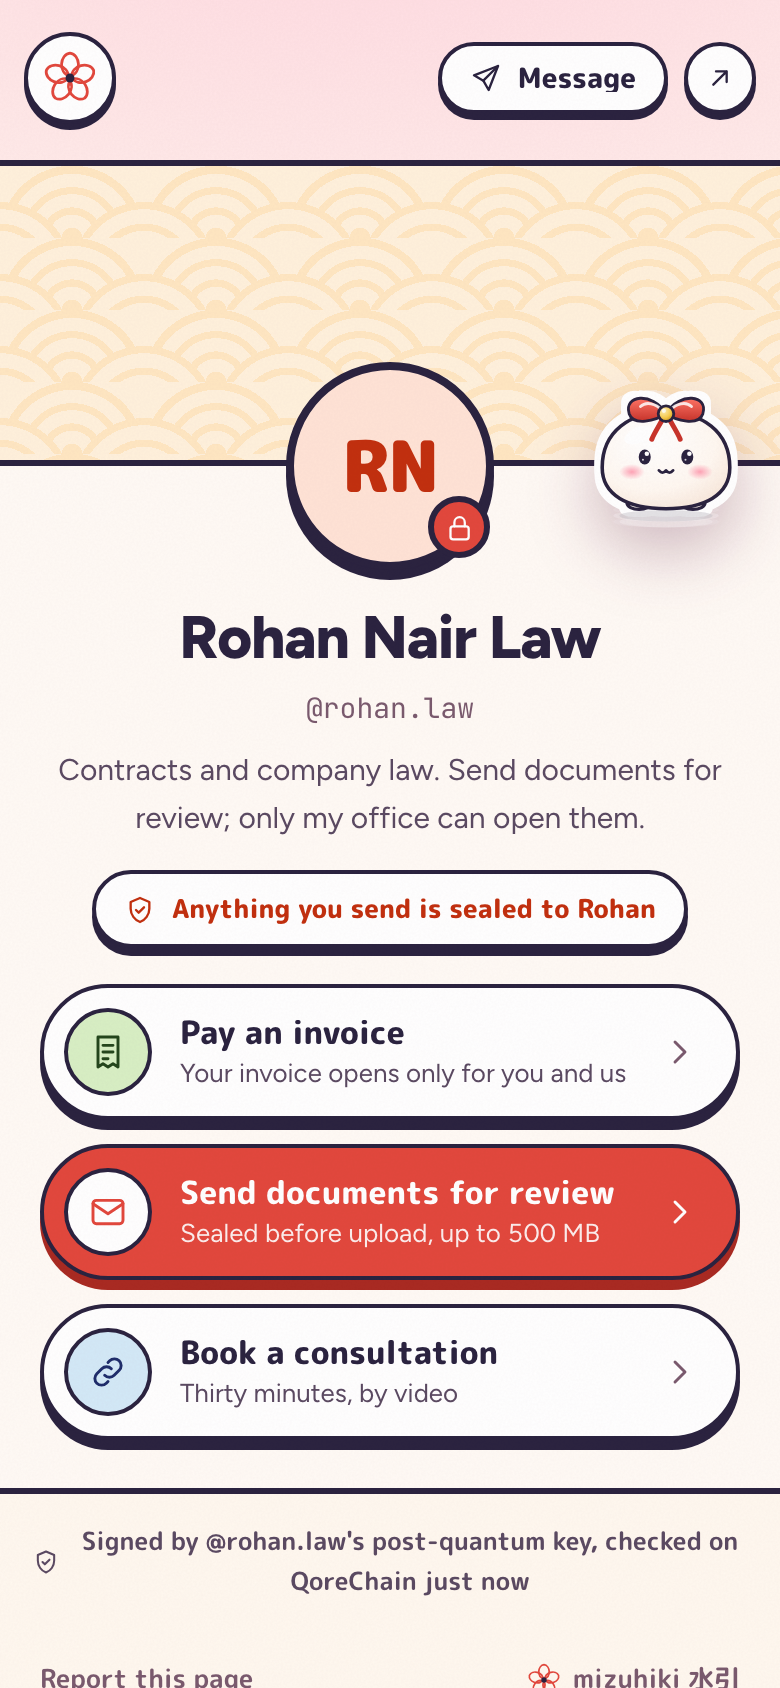 Message
RN
Rohan Nair Law
@rohan.law
Contracts and company law. Send documents for
review; only my office can open them.
Anything you send is sealed to Rohan
Pay an invoice
Your invoice opens only for you and us
Send documents for review
Sealed before upload, up to 500 MB
Book a consultation
Thirty minutes, by video
Signed by @rohan.law's post-quantum key, checked on
QoreChain just now
Report this page
mizuhiki 水引